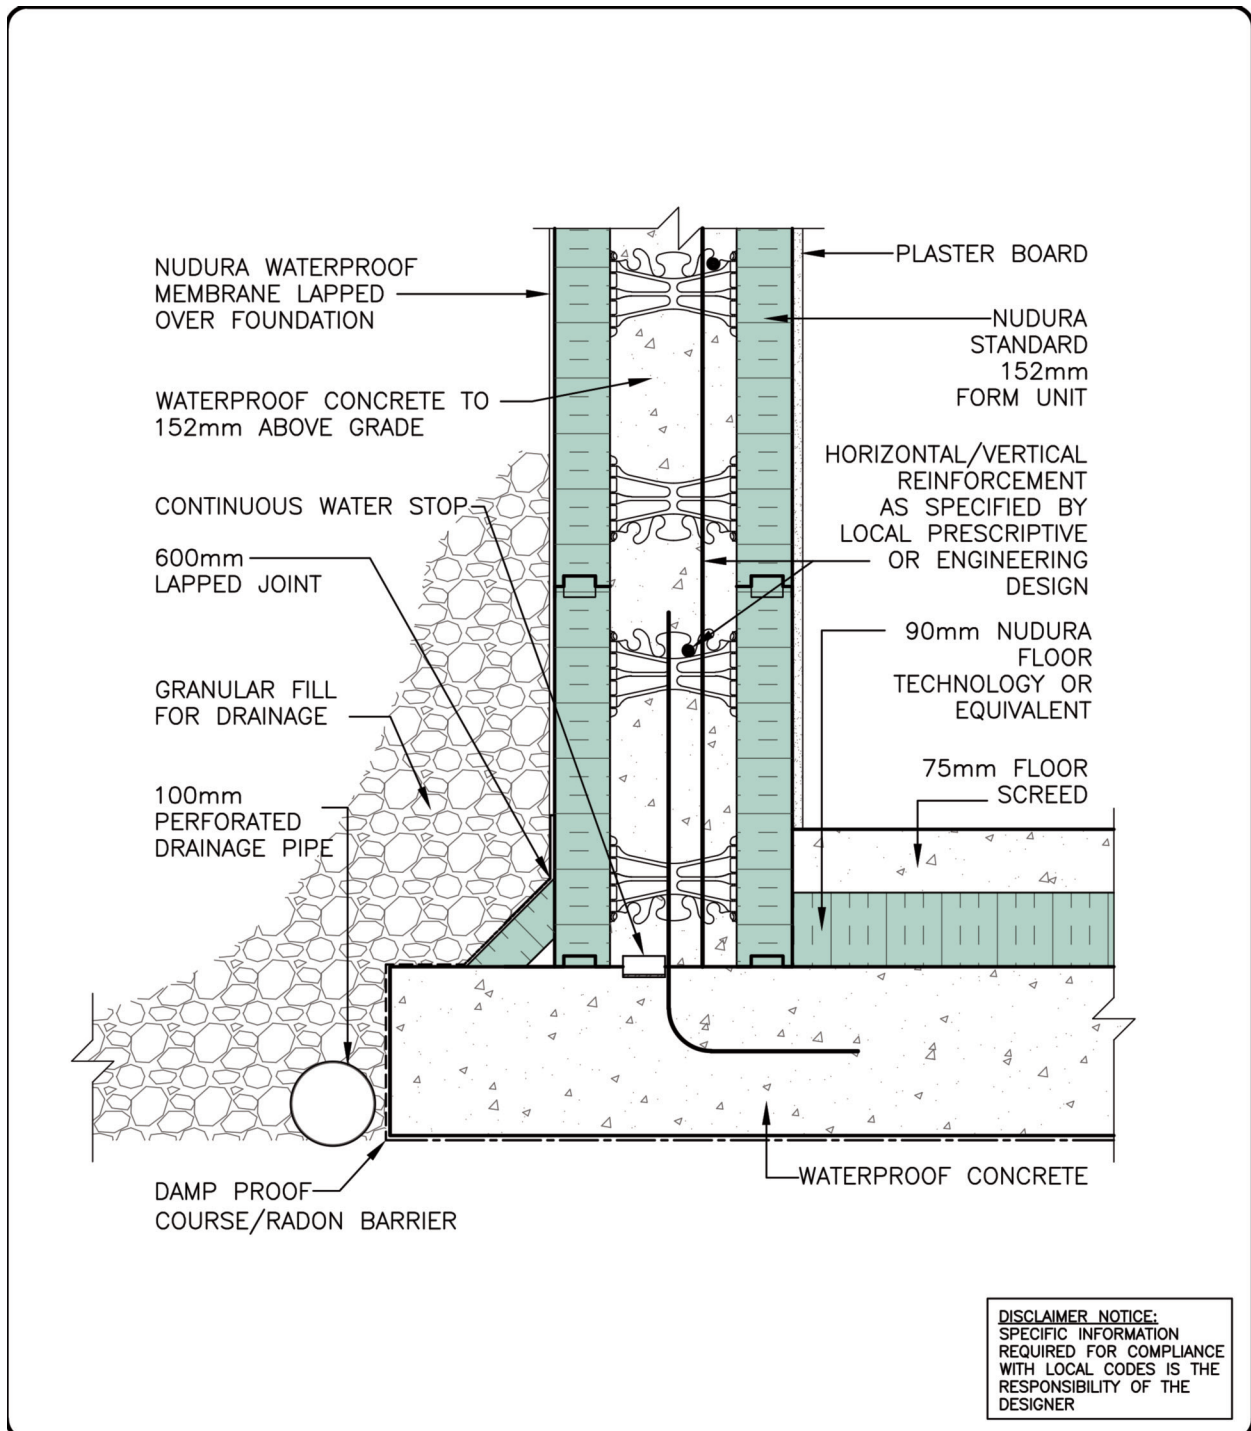 NUDURA WATERPROOF
MEMBRANE LAPPED
OVER FOUNDATION
WATERPROOF CONCRETE TO
152mm ABOVE GRADE
CONTINUOUS WATER STOP
600mm
LAPPED JOINT
GRANULAR FILL
FOR DRAINAGE
100mm
PERFORATED
DRAINAGE PIPE
DAMP PROOF
COURSE/RADON BARRIER
PLASTER BOARD
NUDURA
STANDARD
152mm
FORM UNIT
HORIZONTAL/VERTICAL
REINFORCEMENT
AS SPECIFIED BY
LOCAL PRESCRIPTIVE
OR ENGINEERING
DESIGN
90mm NUDURA
FLOOR
TECHNOLOGY OR
EQUIVALENT
75mm FLOOR
SCREED
WATERPROOF CONCRETE
DISCLAIMER NOTICE:
SPECIFIC INFORMATION
REQUIRED FOR COMPLIANCE
WITH LOCAL CODES IS THE
RESPONSIBILITY OF THE
DESIGNER